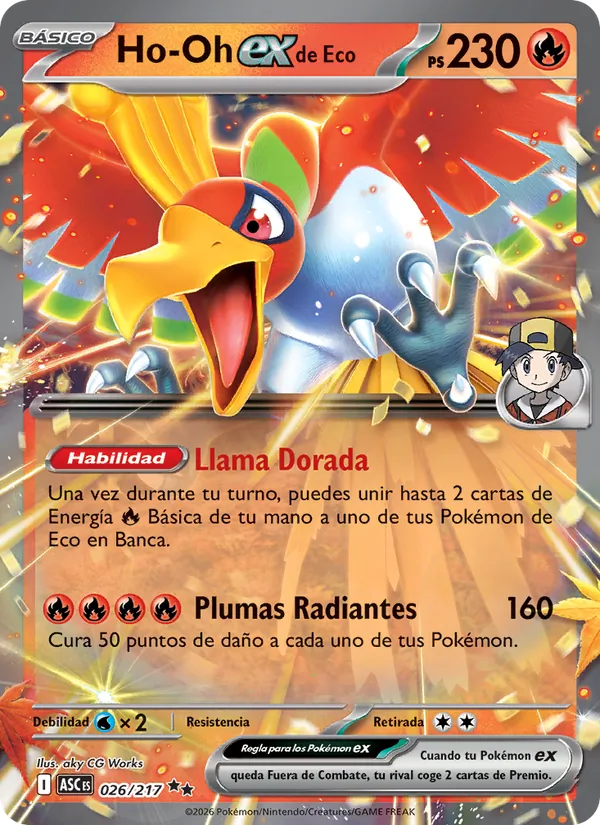 BÁSICO
Ho-Oh ex de Eco
PS 230
Habilidad Llama Dorada
Una vez durante tu turno, puedes unir hasta 2 cartas de
Energía Básica de tu mano a uno de tus Pokémon de
Eco en Banca.
Plumas Radiantes 160
Cura 50 puntos de daño a cada uno de tus Pokémon.
Debilidad ×2 Resistencia Retirada
Ilus. aky CG Works
Regla para los Pokémon ex Cuando tu Pokémon ex
queda Fuera de Combate, tu rival coge 2 cartas de Premio.
I ASC ES 026/217
©2026 Pokémon/Nintendo/Creatures/GAME FREAK